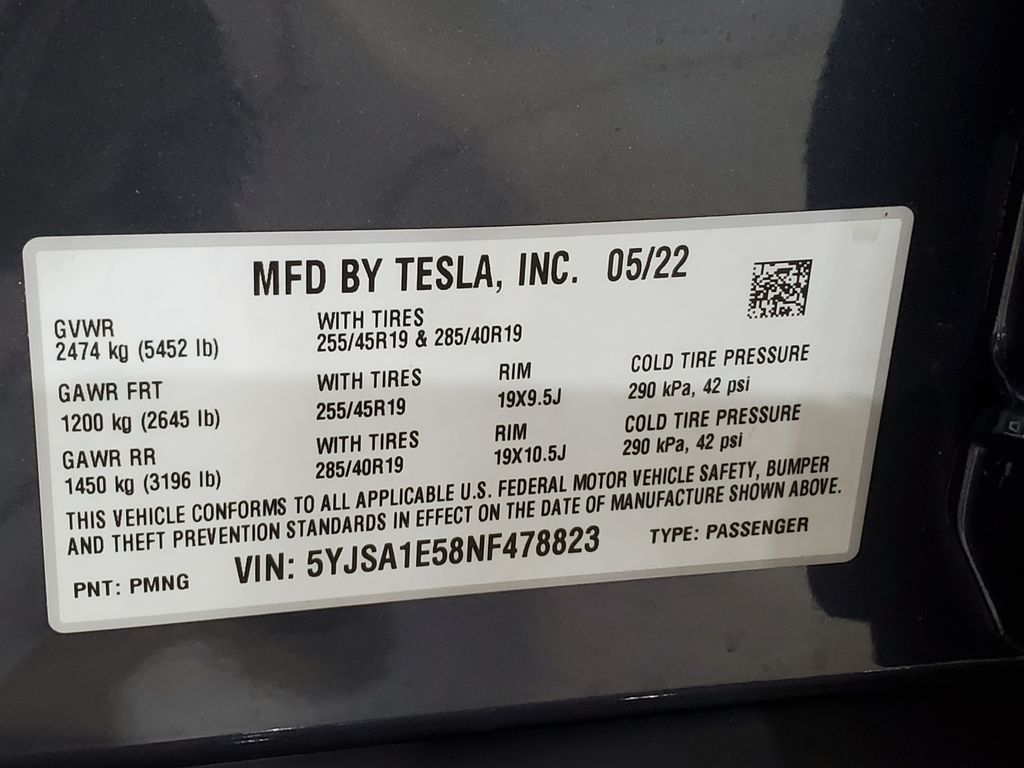 MFD BY TESLA, INC. 05/22
GVWR
2474 kg (5452 lb)
WITH TIRES
255/45R19 & 285/40R19
GAWR FRT
1200 kg (2645 lb)
WITH TIRES
255/45R19
RIM
19X9.5J
COLD TIRE PRESSURE
290 kPa, 42 psi
GAWR RR
1450 kg (3196 lb)
WITH TIRES
285/40R19
RIM
19X10.5J
COLD TIRE PRESSURE
290 kPa, 42 psi
THIS VEHICLE CONFORMS TO ALL APPLICABLE U.S. FEDERAL MOTOR VEHICLE SAFETY, BUMPER
AND THEFT PREVENTION STANDARDS IN EFFECT ON THE DATE OF MANUFACTURE SHOWN ABOVE.
PNT: PMNG
VIN: 5YJSA1E58NF478823
TYPE: PASSENGER